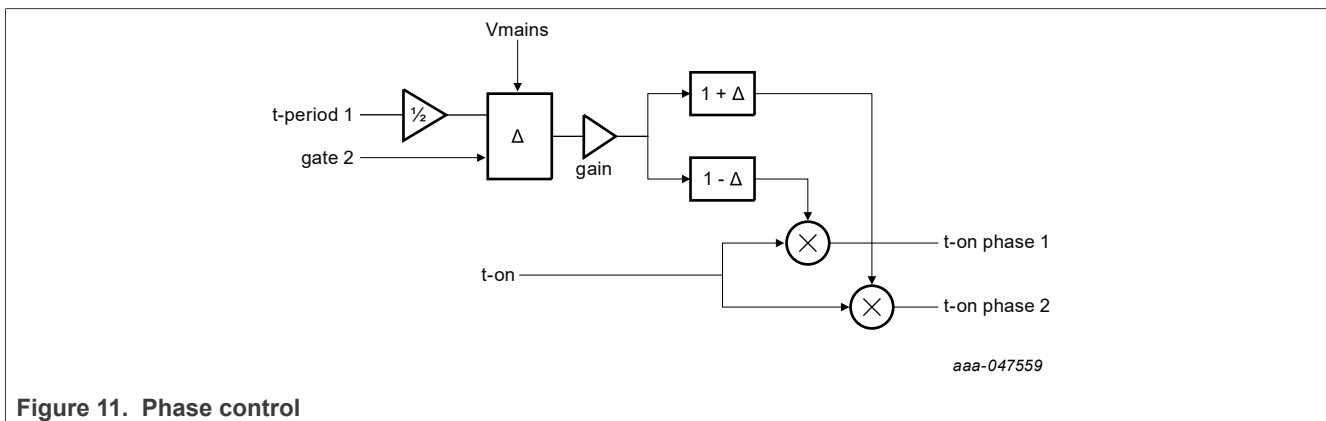 Vmains
t-period 1
½
gate 2
Δ
gain
1 + Δ
1 - Δ
t-on
t-on phase 1
t-on phase 2
aaa-047559
Figure 11. Phase control